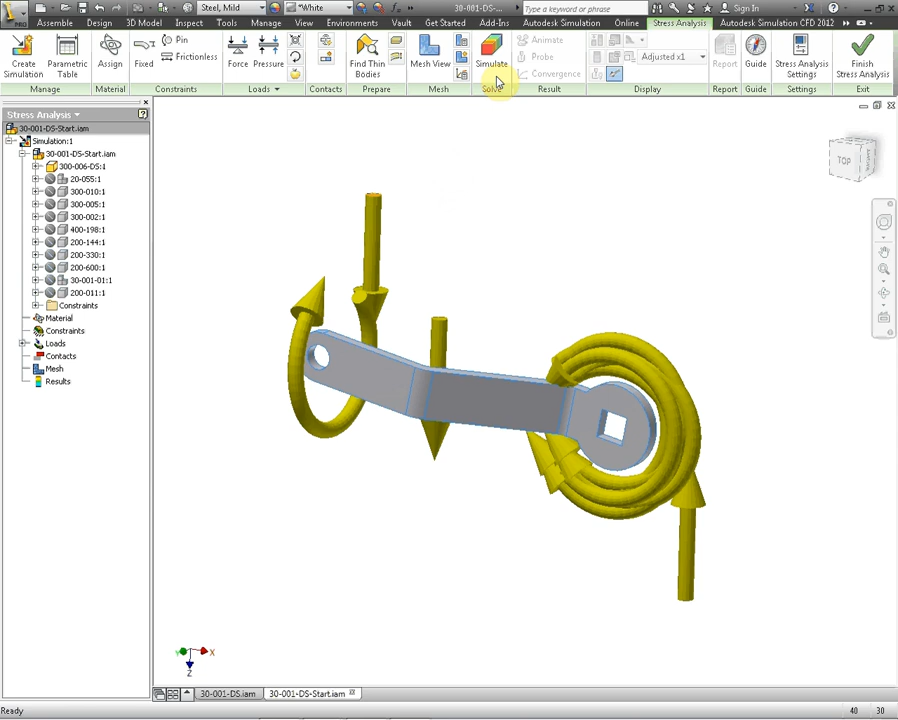 Steel, Mild
*White
30-001-DS-...
Type a keyword or phrase
Sign In
PRO
Assembly Design 3D Model Inspect Tools Manage View Environments Vault Get Started Add-Ins Autodesk Simulation Online Stress Analysis Autodesk Simulation CFD 2012
Create Simulation
Parametric Table
Assign
Fixed
Pin
Frictionless
Force
Pressure
Find Thin Bodies
Mesh View
Simulate
Animate
Probe
Convergence
Adjusted x1
Report
Guide
Stress Analysis Settings
Finish Stress Analysis
Manage Material Constraints Loads Contacts Prepare Mesh Solve Result Display Report Guide Settings Exit
Stress Analysis
30-001-DS-Start.iam
Simulation:1
30-001-DS-Start.iam
300-006-DS:1
20-055:1
300-010:1
300-005:1
300-002:1
400-198:1
200-144:1
200-330:1
200-600:1
30-001-01:1
200-011:1
Constraints
Material
Constraints
Loads
Contacts
Mesh
Results
TOP
Y X
Z
30-001-DS.iam
30-001-DS-Start.iam
Ready
40 30